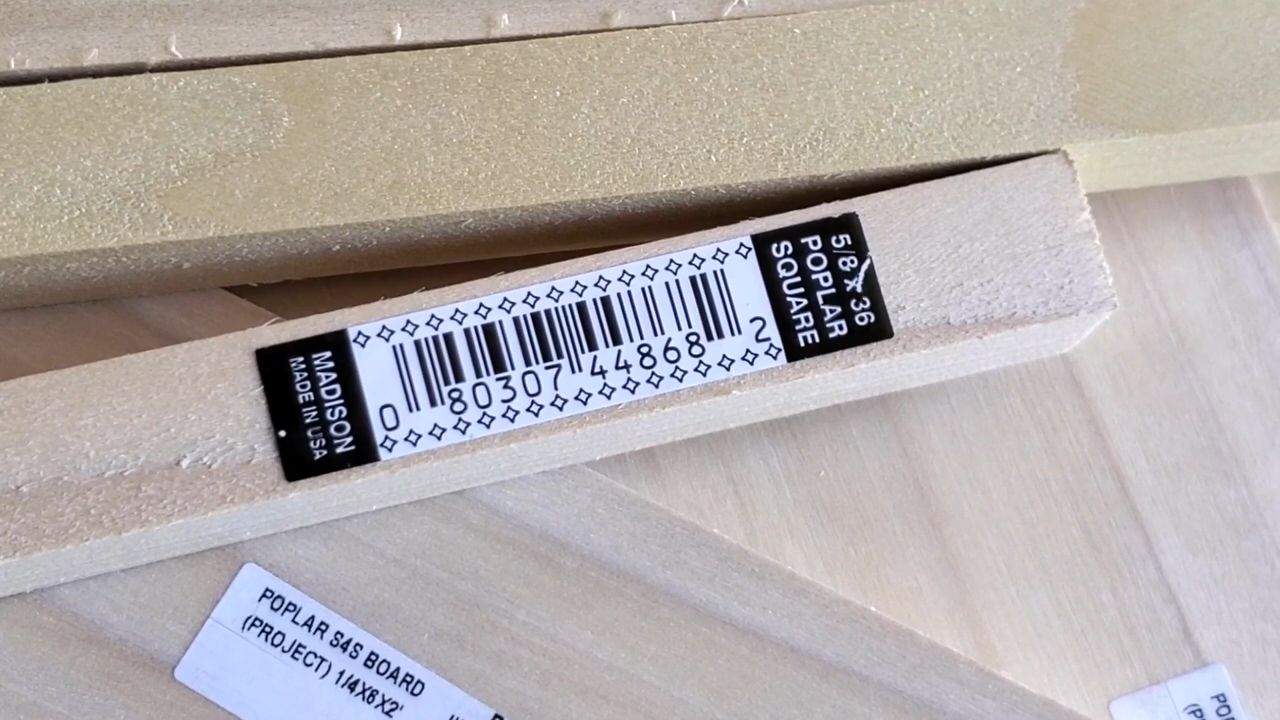 MADISON
MADE IN USA
0 80307 44868 2
5/8 x 36
POPLAR
SQUARE
POPLAR S4S BOARD
(PROJECT) 1/4X6X2'